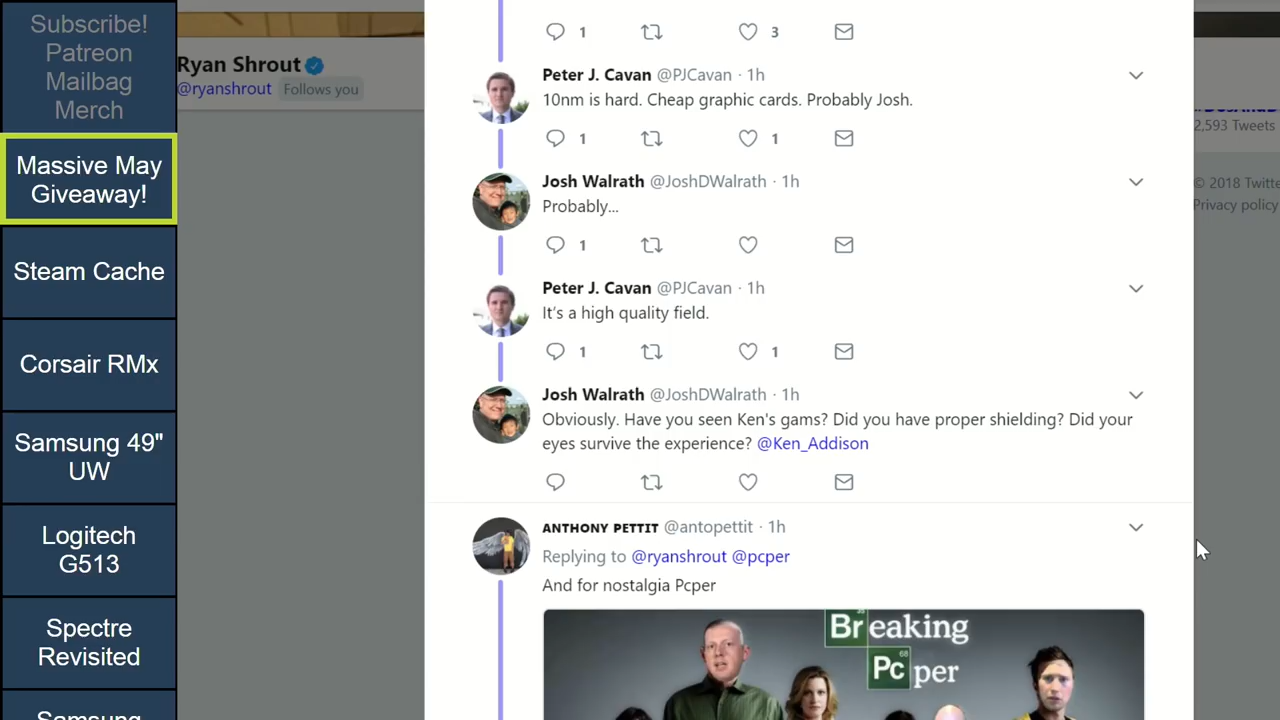 Subscribe!
Patreon
Mailbag
Merch
Massive May
Giveaway!
Steam Cache
Corsair RMx
Samsung 49"
UW
Logitech
G513
Spectre
Revisited
Samsung
Ryan Shrout
@ryanshrout Follows you
1 3
Peter J. Cavan @PJCavan · 1h
10nm is hard. Cheap graphic cards. Probably Josh.
1 1
Josh Walrath @JoshDWalrath · 1h
Probably...
1
Peter J. Cavan @PJCavan · 1h
It's a high quality field.
1 1
Josh Walrath @JoshDWalrath · 1h
Obviously. Have you seen Ken's gams? Did you have proper shielding? Did your
eyes survive the experience? @Ken_Addison
ANTHONY PETTIT @antopettit · 1h
Replying to @ryanshrout @pcper
And for nostalgia Pcper
Breaking
Pc 68 per
2,593 Tweets
© 2018 Twitte
Privacy policy